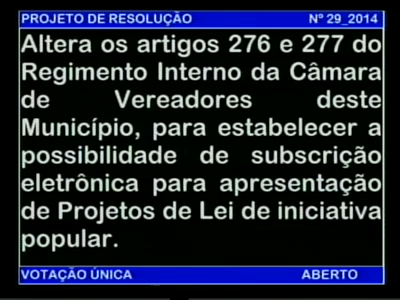 PROJETO DE RESOLUÇÃO Nº 29_2014
Altera os artigos 276 e 277 do
Regimento Interno da Câmara
de Vereadores deste
Município, para estabelecer a
possibilidade de subscrição
eletrônica para apresentação
de Projetos de Lei de iniciativa
popular.
VOTAÇÃO ÚNICA ABERTO